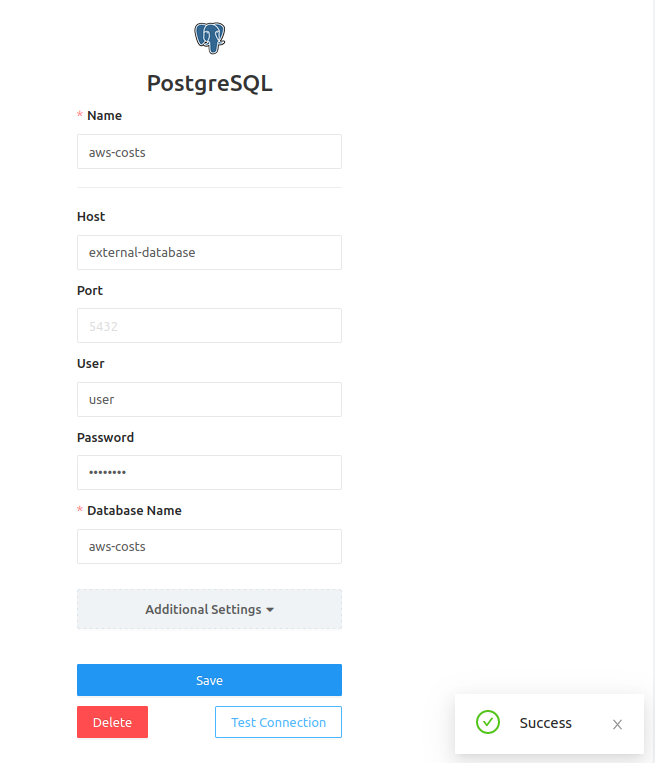 PostgreSQL
* Name
aws-costs
Host
external-database
Port
5432
User
user
Password
••••••••
* Database Name
aws-costs
Additional Settings
Save
Delete
Test Connection
Success